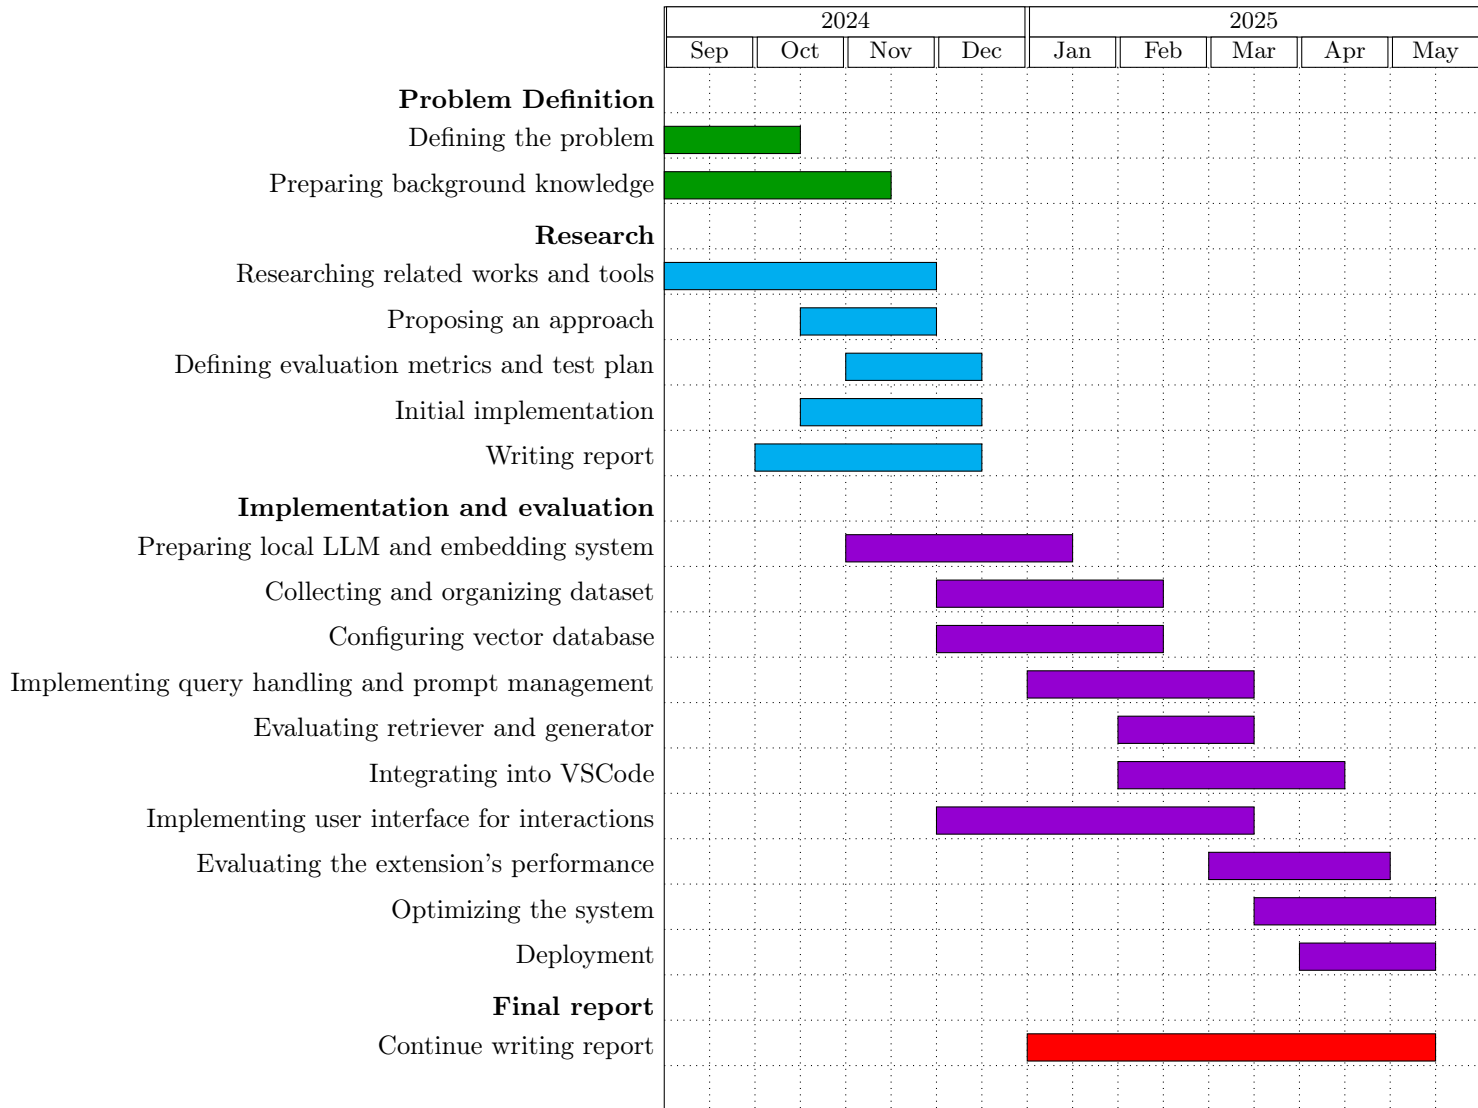 2024 2025
Sep Oct Nov Dec Jan Feb Mar Apr May
Problem Definition
Defining the problem
Preparing background knowledge
Research
Researching related works and tools
Proposing an approach
Defining evaluation metrics and test plan
Initial implementation
Writing report
Implementation and evaluation
Preparing local LLM and embedding system
Collecting and organizing dataset
Configuring vector database
Implementing query handling and prompt management
Evaluating retriever and generator
Integrating into VSCode
Implementing user interface for interactions
Evaluating the extension's performance
Optimizing the system
Deployment
Final report
Continue writing report